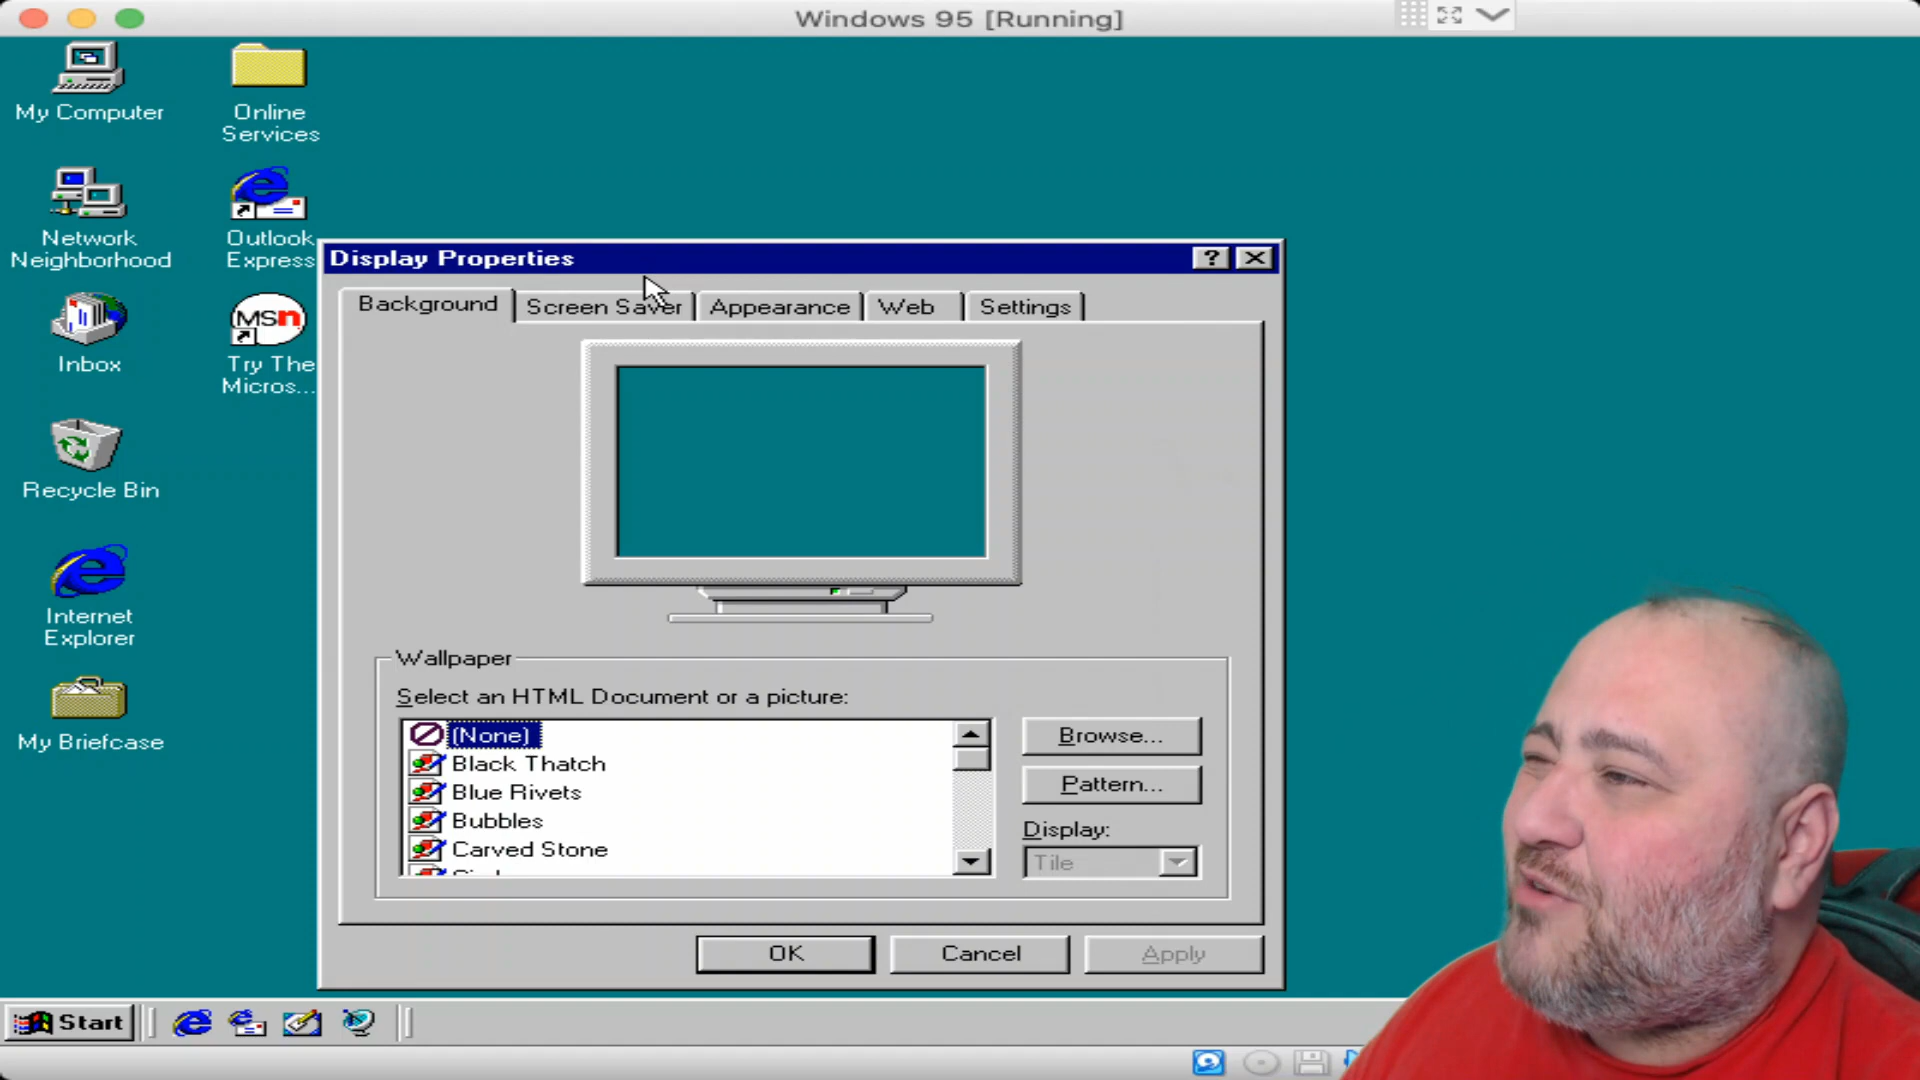 Windows 95 [Running]
My Computer
Online
Services
Network
Neighborhood
Outlook
Express
Inbox
MSn
Try The
Micros...
Recycle Bin
Internet
Explorer
My Briefcase
Display Properties
?
Background
Screen Saver
Appearance
Web
Settings
Wallpaper
Select an HTML Document or a picture:
(None)
Black Thatch
Blue Rivets
Bubbles
Carved Stone
Browse...
Pattern...
Display:
Tile
OK
Cancel
Apply
Start